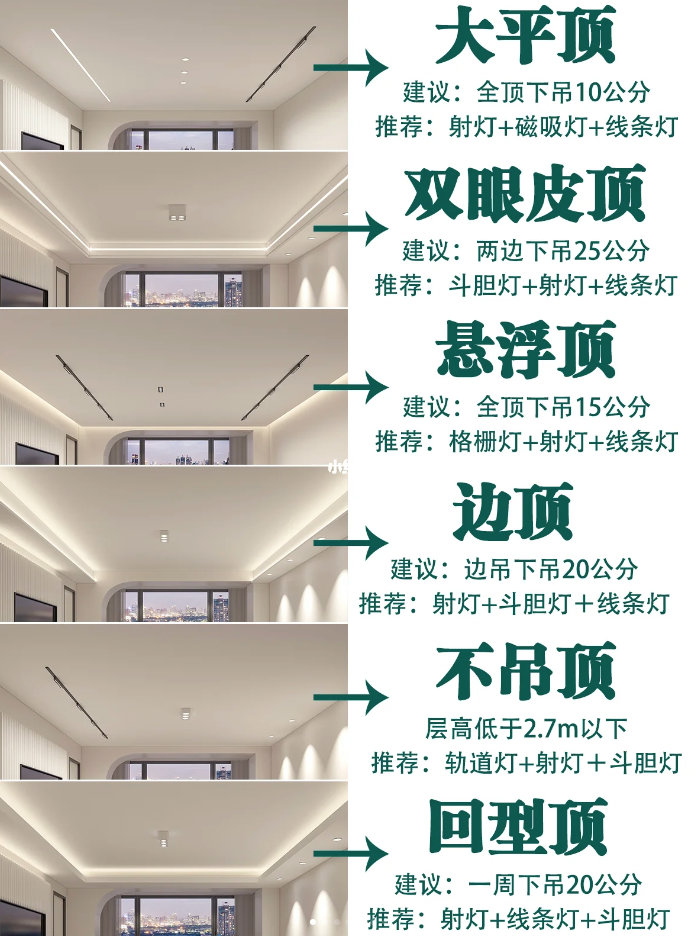 大平顶
建议：全顶下吊10公分
推荐：射灯+磁吸灯+线条灯
双眼皮顶
建议：两边下吊25公分
推荐：斗胆灯+射灯+线条灯
悬浮顶
建议：全顶下吊15公分
推荐：格栅灯+射灯+线条灯
边顶
建议：边吊下吊20公分
推荐：射灯+斗胆灯＋线条灯
不吊顶
层高低于2.7m以下
推荐：轨道灯+射灯＋斗胆灯
回型顶
建议：一周下吊20公分
推荐：射灯+线条灯+斗胆灯